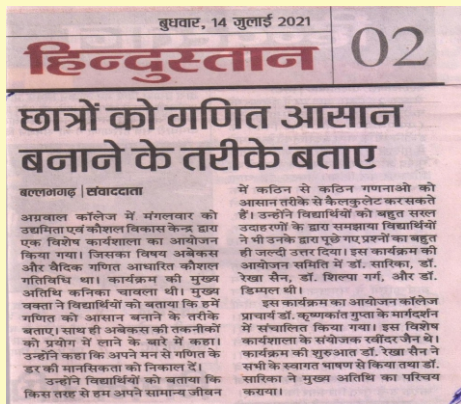 बुधवार, 14 जुलाई 2021
हिन्दुस्तान
02
छात्रों को गणित आसान
बनाने के तरीके बताए
बल्लभगढ़ | संवाददाता
अग्रवाल कॉलेज में मंगलवार को
उद्यमिता एवं कौशल विकास केन्द्र द्वारा
एक विशेष कार्यशाला का आयोजन
किया गया। जिसका विषय अबेकस
और वैदिक गणित आधारित कौशल
गतिविधि था। कार्यक्रम की मुख्य
अतिथि कनिका चावला थी। मुख्य
वक्ता ने विद्यार्थियों को बताया कि हमें
गणित को आसान बनाने के तरीके
बताए। साथ ही अबेकस की तकनीकों
को प्रयोग में लाने के बारे में कहा।
उन्होंने कहा कि अपने मन से गणित के
डर की मानसिकता को निकाल दें।
उन्होंने विद्यार्थियों को बताया कि
किस तरह से हम अपने सामान्य जीवन
में कठिन से कठिन गणनाओ को
आसान तरीके से कैलकुलेट कर सकते
हैं। उन्होंने विद्यार्थियों को बहुत सरल
उदाहरणों के द्वारा समझाया विद्यार्थियों
ने भी उनके द्वारा पूछे गए प्रश्नों का बहुत
ही जल्दी उत्तर दिया। इस कार्यक्रम की
आयोजन समिति में डॉ. सारिका, डॉ.
रेखा सैन, डॉ. शिल्पा गर्ग, और डॉ.
डिम्पल थी।
इस कार्यक्रम का आयोजन कॉलेज
प्राचार्य डॉ. कृष्णकांत गुप्ता के मार्गदर्शन
में संचालित किया गया। इस विशेष
कार्यशाला के संयोजक रवींदर जैन थे।
कार्यक्रम की शुरुआत डॉ. रेखा सैन ने
सभी के स्वागत भाषण से किया तथा डॉ.
सारिका ने मुख्य अतिथि का परिचय
कराया।